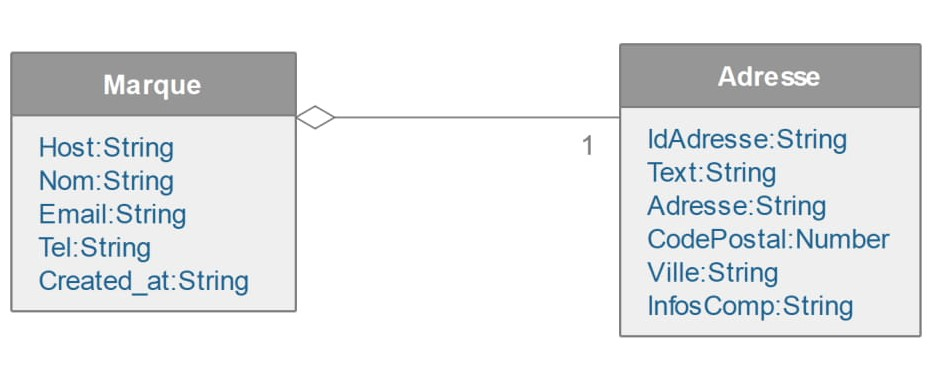 Marque
Host:String
Nom:String
Email:String
Tel:String
Created_at:String
1
Adresse
IdAdresse:String
Text:String
Adresse:String
CodePostal:Number
Ville:String
InfosComp:String